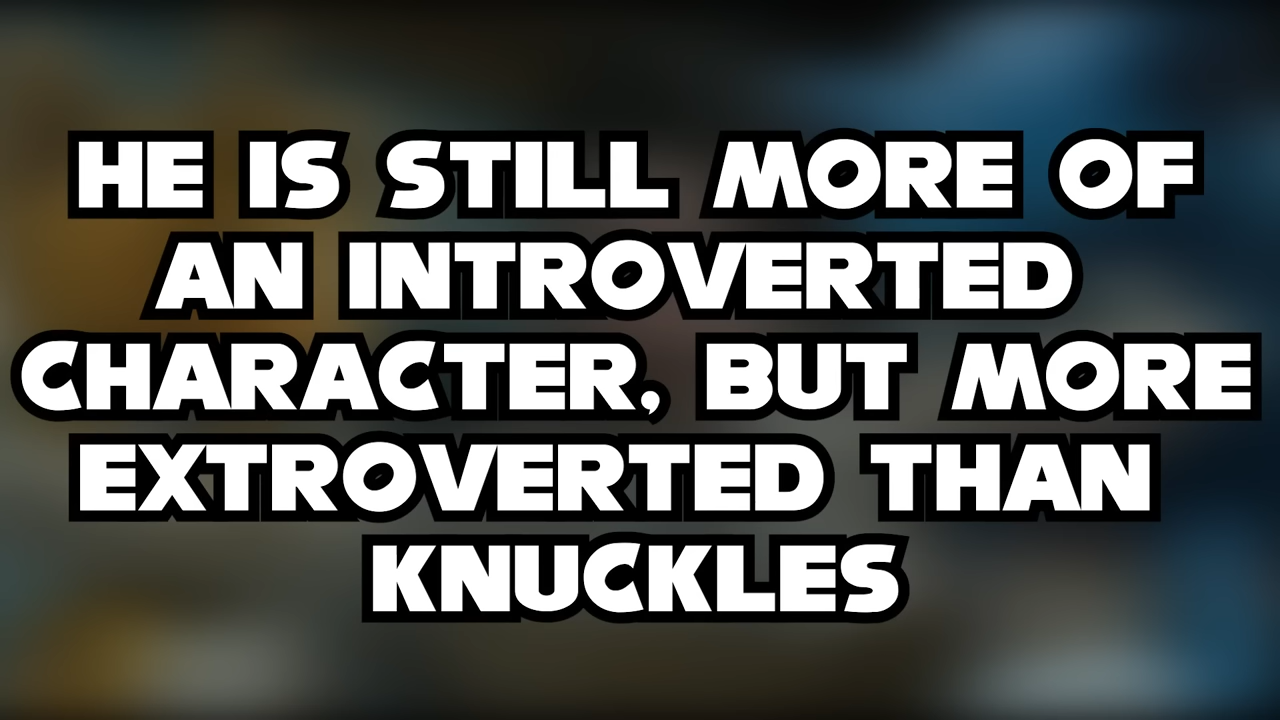 HE IS STILL MORE OF
AN INTROVERTED
CHARACTER, BUT MORE
EXTROVERTED THAN
KNUCKLES